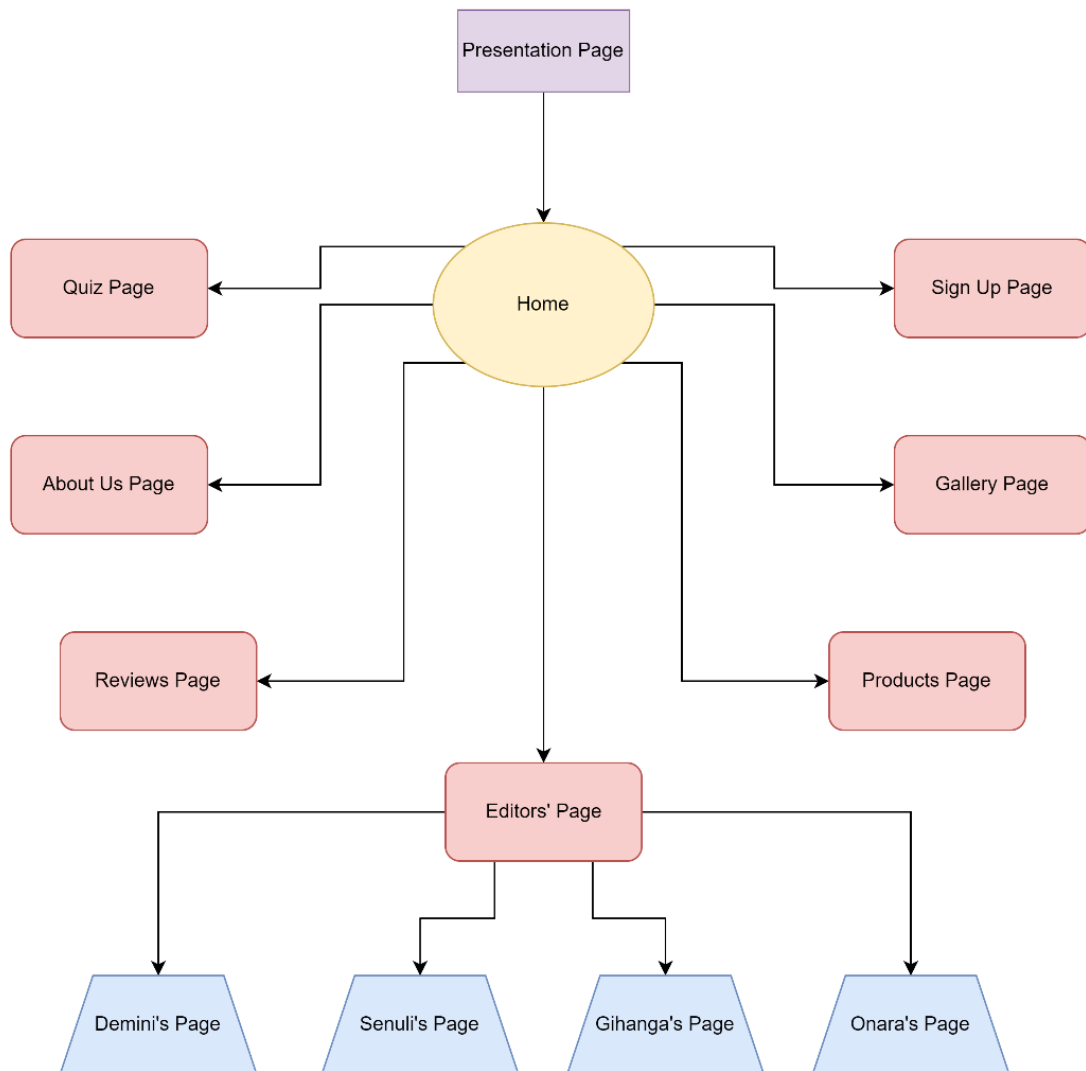 Presentation Page
Home
Quiz Page
Sign Up Page
About Us Page
Gallery Page
Reviews Page
Products Page
Editors' Page
Demini's Page
Senuli's Page
Gihanga's Page
Onara's Page